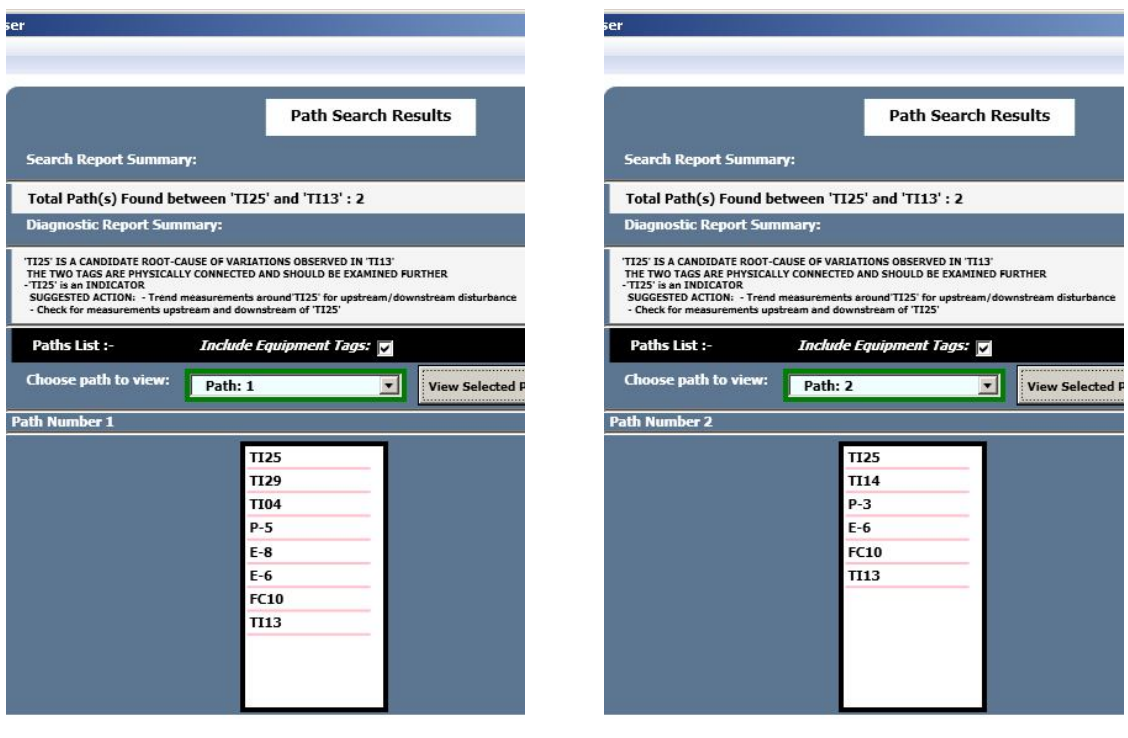 ser
Path Search Results
Search Report Summary:
Total Path(s) Found between 'TI25' and 'TI13' : 2
Diagnostic Report Summary:
'TI25' IS A CANDIDATE ROOT-CAUSE OF VARIATIONS OBSERVED IN 'TI13'
THE TWO TAGS ARE PHYSICALLY CONNECTED AND SHOULD BE EXAMINED FURTHER
-'TI25' is an INDICATOR
SUGGESTED ACTION: - Trend measurements around'TI25' for upstream/downstream disturbance
- Check for measurements upstream and downstream of 'TI25'
Paths List :- Include Equipment Tags:
Choose path to view: Path: 1 View Selected P
Path Number 1
TI25
TI29
TI04
P-5
E-8
E-6
FC10
TI13
ser
Path Search Results
Search Report Summary:
Total Path(s) Found between 'TI25' and 'TI13' : 2
Diagnostic Report Summary:
'TI25' IS A CANDIDATE ROOT-CAUSE OF VARIATIONS OBSERVED IN 'TI13'
THE TWO TAGS ARE PHYSICALLY CONNECTED AND SHOULD BE EXAMINED FURTHER
-'TI25' is an INDICATOR
SUGGESTED ACTION: - Trend measurements around'TI25' for upstream/downstream disturbance
- Check for measurements upstream and downstream of 'TI25'
Paths List :- Include Equipment Tags:
Choose path to view: Path: 2 View Selected P
Path Number 2
TI25
TI14
P-3
E-6
FC10
TI13